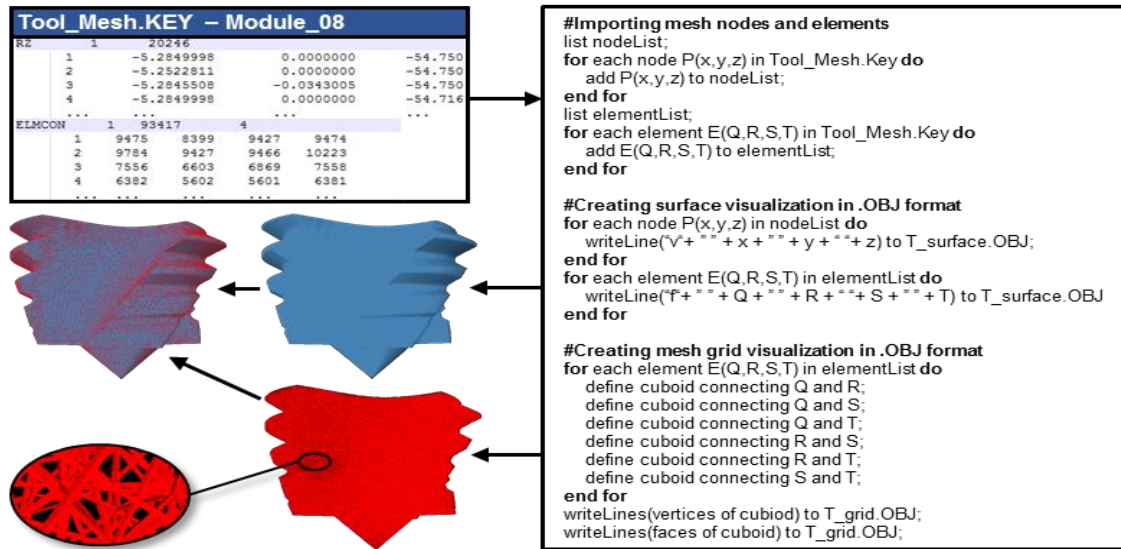 Tool_Mesh.KEY – Module_08
RZ 1 20246
1 -5.2849998 0.0000000 -54.750
2 -5.2522811 0.0000000 -54.750
3 -5.2845508 -0.0343005 -54.750
4 -5.2849998 0.0000000 -54.716
... ... ... ...
ELMCON 1 93417 4
1 9475 8399 9427 9474
2 9784 9427 9466 10223
3 7556 6603 6869 7558
4 6382 5602 5601 6381
... ... ... ... ...
#Importing mesh nodes and elements
list nodeList;
for each node P(x,y,z) in Tool_Mesh.Key do
add P(x,y,z) to nodeList;
end for
list elementList;
for each element E(Q,R,S,T) in Tool_Mesh.Key do
add E(Q,R,S,T) to elementList;
end for
#Creating surface visualization in .OBJ format
for each node P(x,y,z) in nodeList do
writeLine(“v“+ ” ” + x + ” ” + y + “ “+ z) to T_surface.OBJ;
end for
for each element E(Q,R,S,T) in elementList do
writeLine(“f“+ ” ” + Q + ” ” + R + “ “+ S + ” ” + T) to T_surface.OBJ
end for
#Creating mesh grid visualization in .OBJ format
for each element E(Q,R,S,T) in elementList do
define cuboid connecting Q and R;
define cuboid connecting Q and S;
define cuboid connecting Q and T;
define cuboid connecting R and S;
define cuboid connecting R and T;
define cuboid connecting S and T;
end for
writeLines(vertices of cubiod) to T_grid.OBJ;
writeLines(faces of cuboid) to T_grid.OBJ;